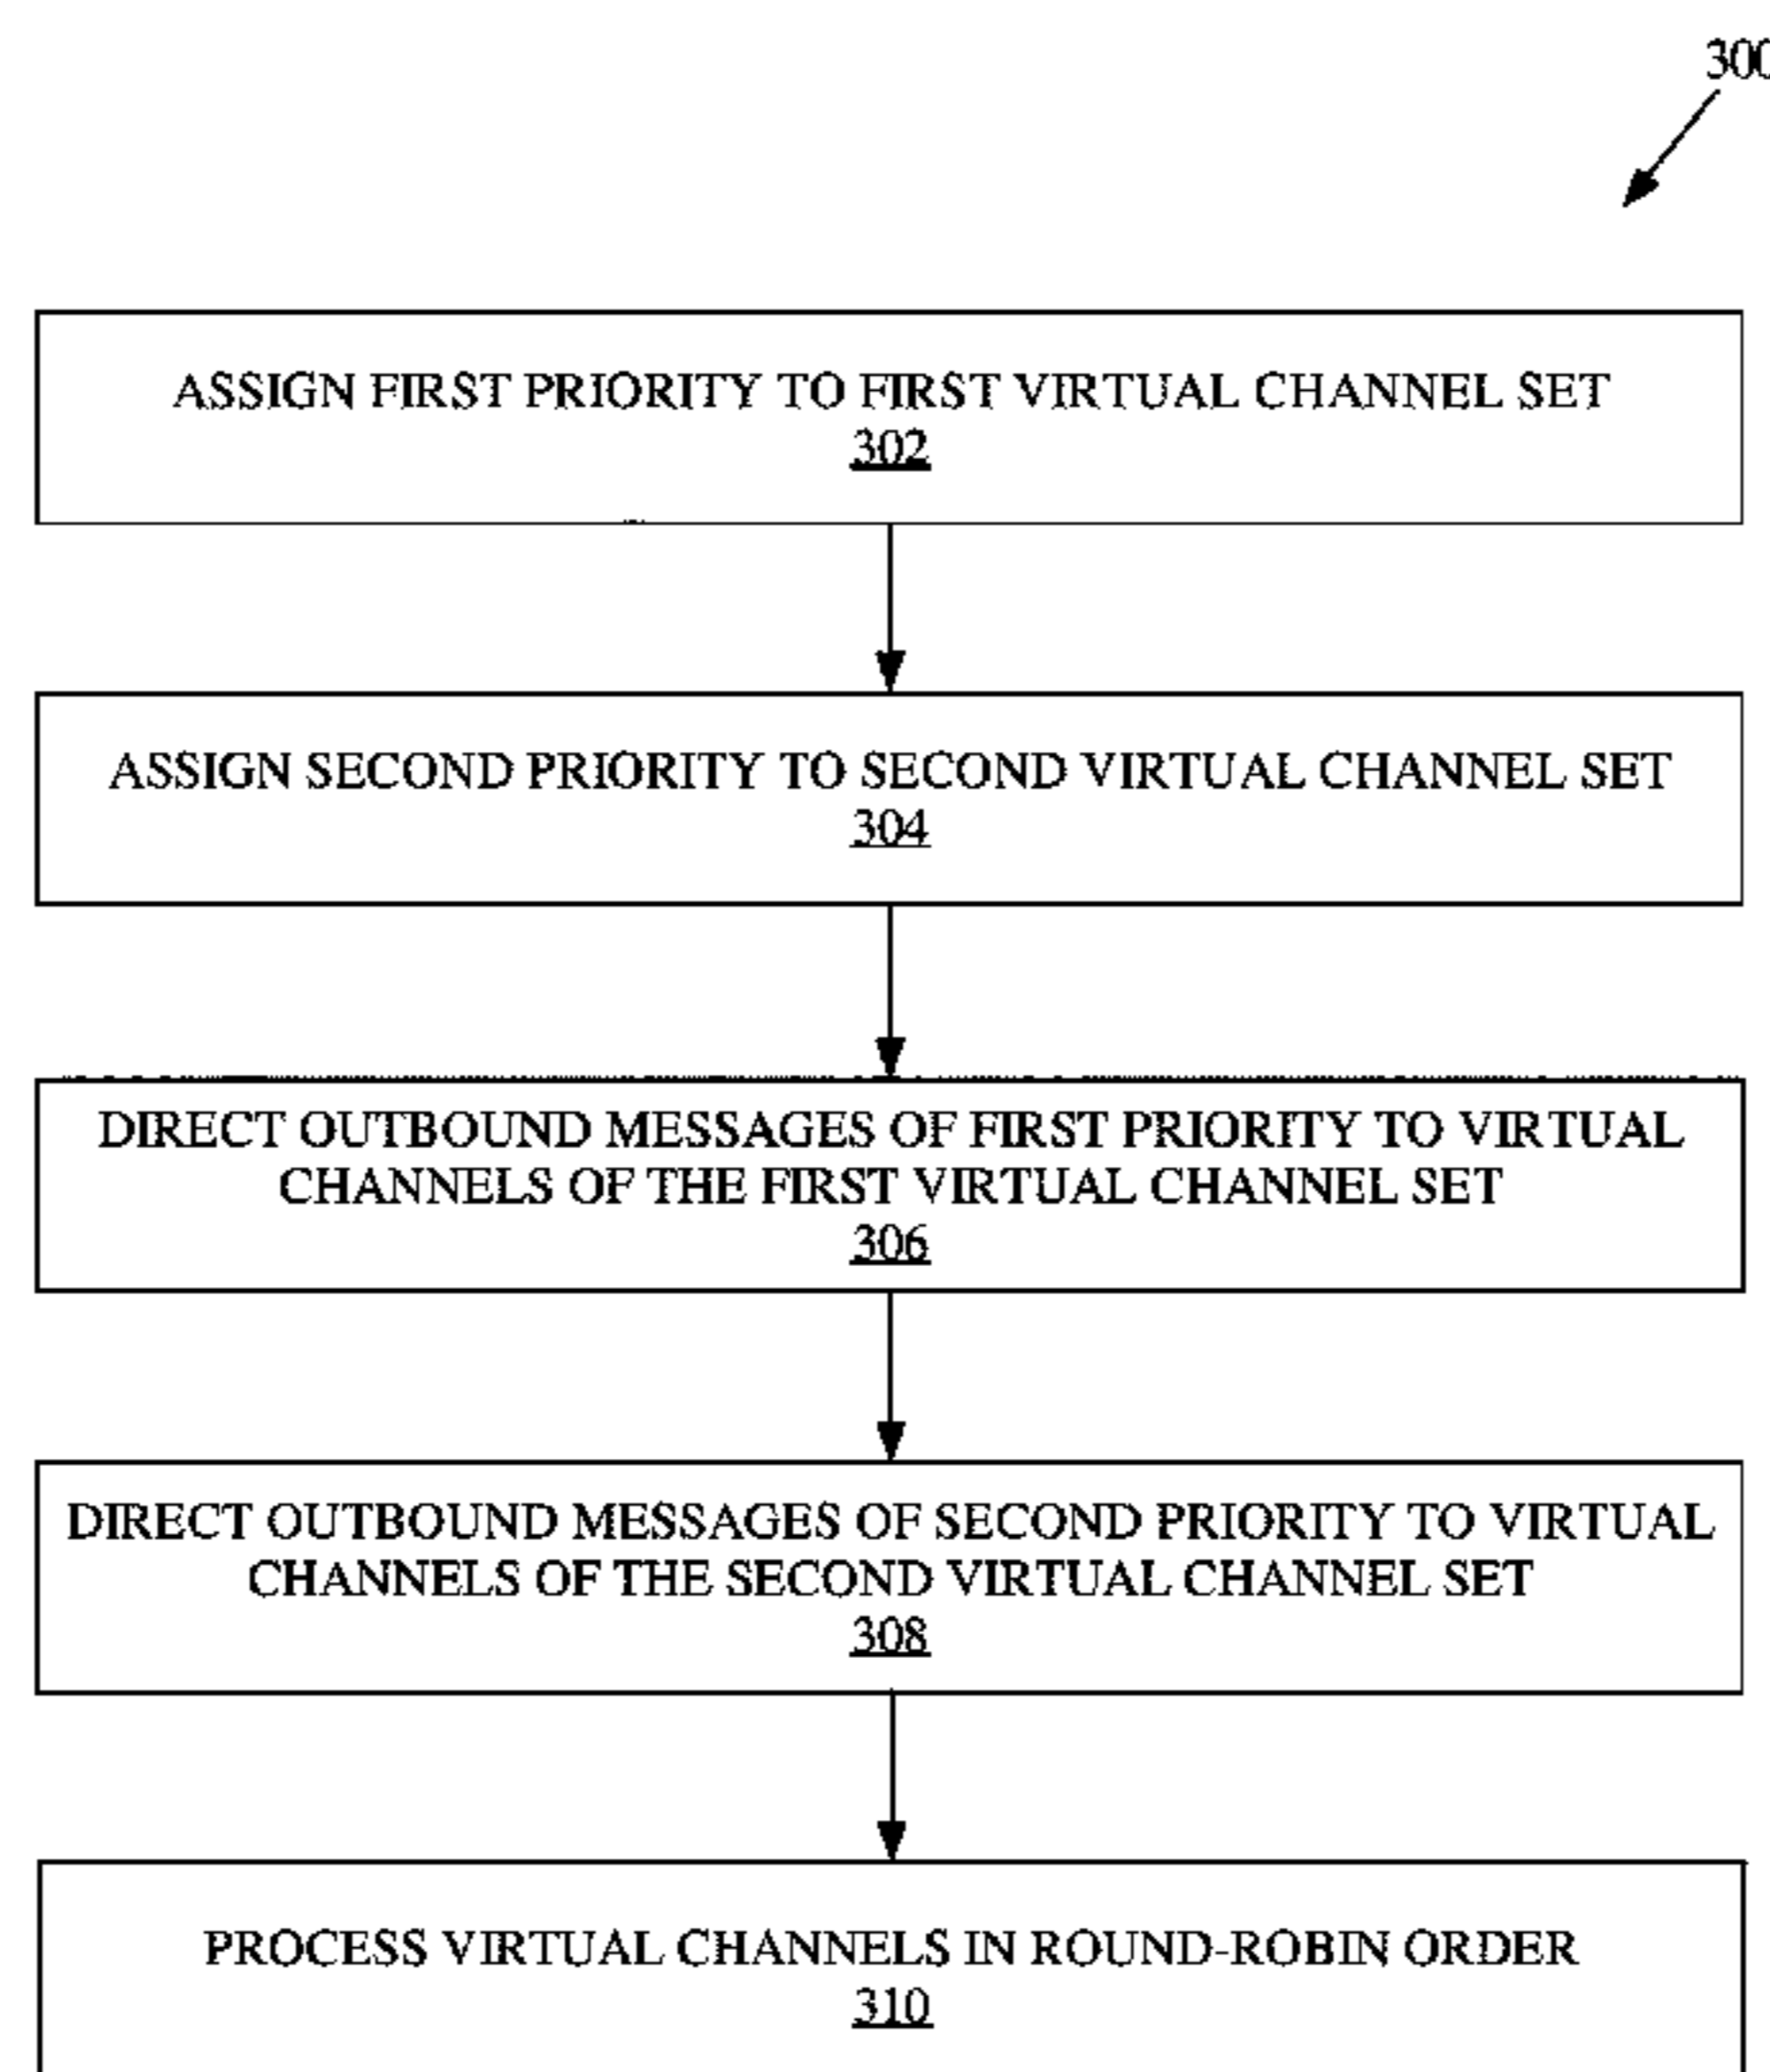 300
ASSIGN FIRST PRIORITY TO FIRST VIRTUAL CHANNEL SET
302
ASSIGN SECOND PRIORITY TO SECOND VIRTUAL CHANNEL SET
304
DIRECT OUTBOUND MESSAGES OF FIRST PRIORITY TO VIRTUAL
CHANNELS OF THE FIRST VIRTUAL CHANNEL SET
306
DIRECT OUTBOUND MESSAGES OF SECOND PRIORITY TO VIRTUAL
CHANNELS OF THE SECOND VIRTUAL CHANNEL SET
308
PROCESS VIRTUAL CHANNELS IN ROUND-ROBIN ORDER
310